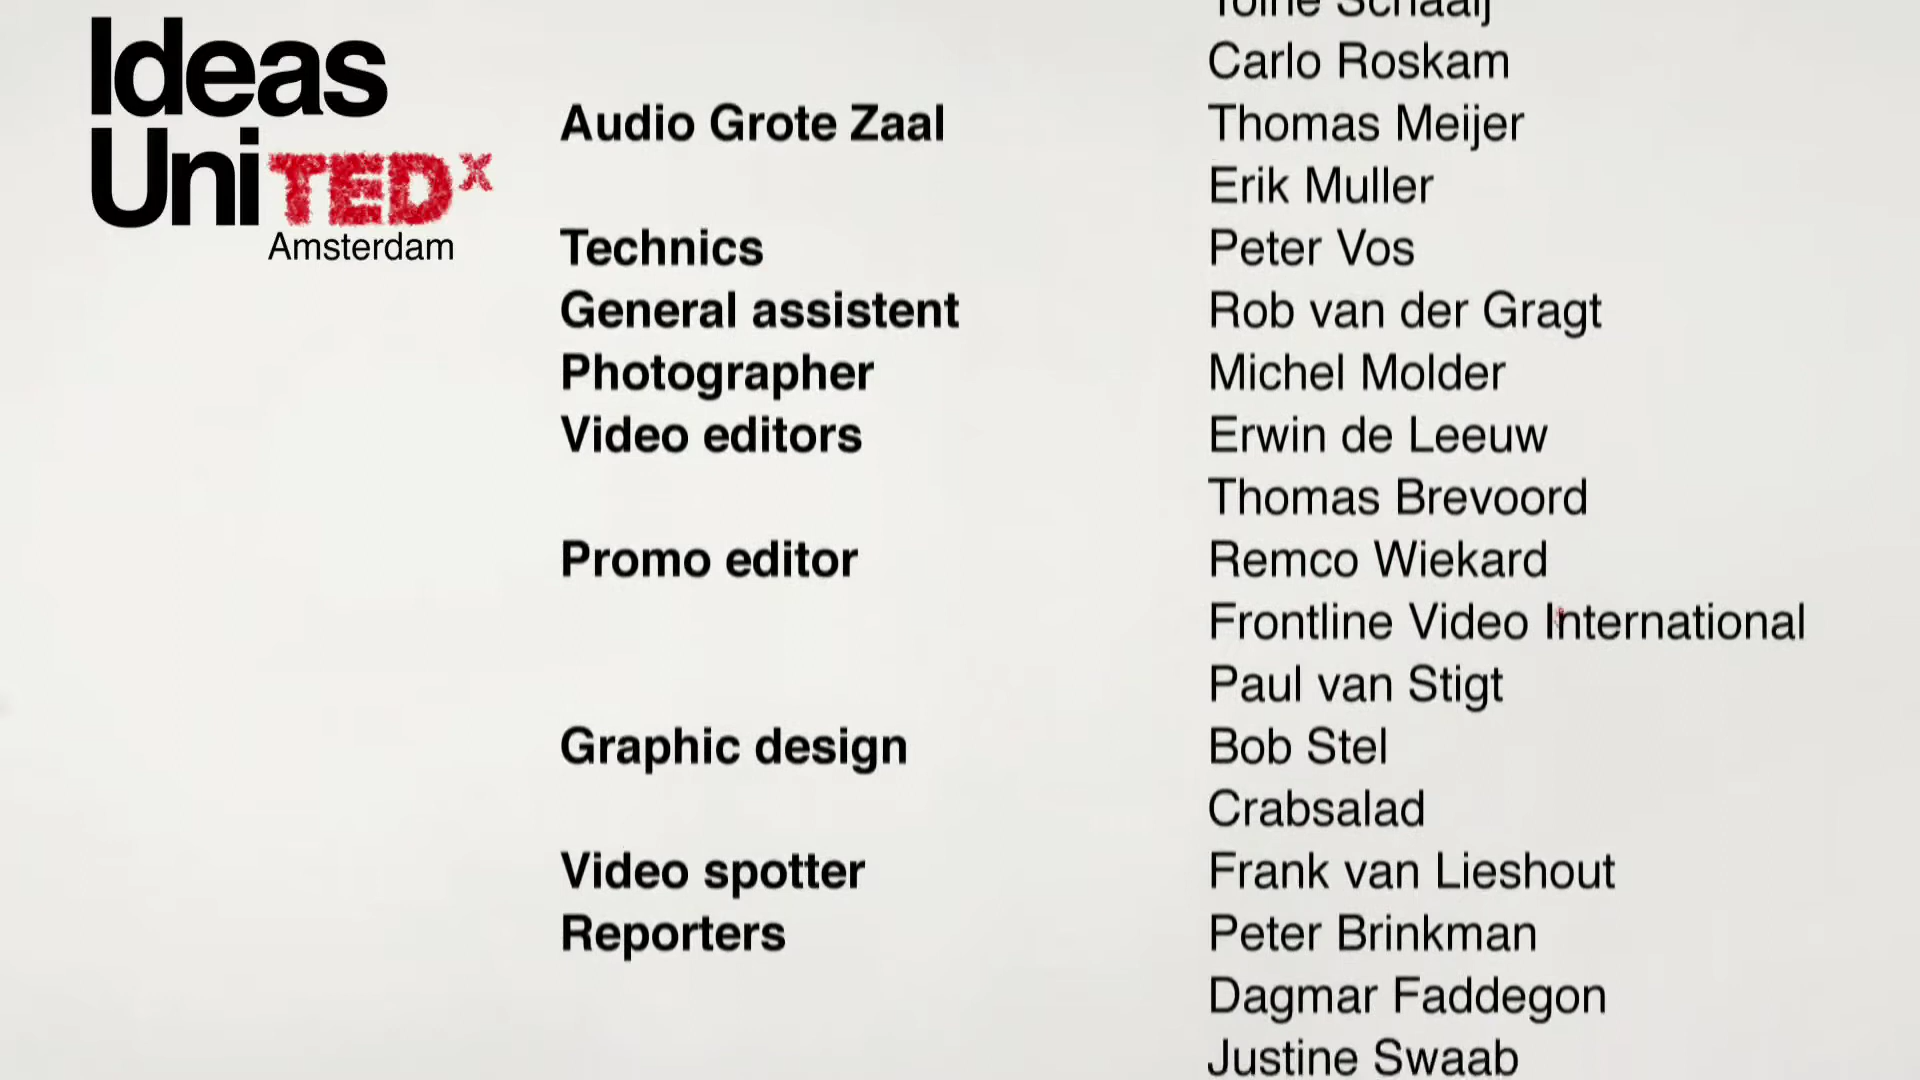 Ideas
UniTEDx
Amsterdam
Carlo Roskam
Audio Grote Zaal Thomas Meijer
Erik Muller
Technics Peter Vos
General assistent Rob van der Gragt
Photographer Michel Molder
Video editors Erwin de Leeuw
Thomas Brevoord
Promo editor Remco Wiekard
Frontline Video International
Paul van Stigt
Graphic design Bob Stel
Crabsalad
Video spotter Frank van Lieshout
Reporters Peter Brinkman
Dagmar Faddegon
Justine Swaab